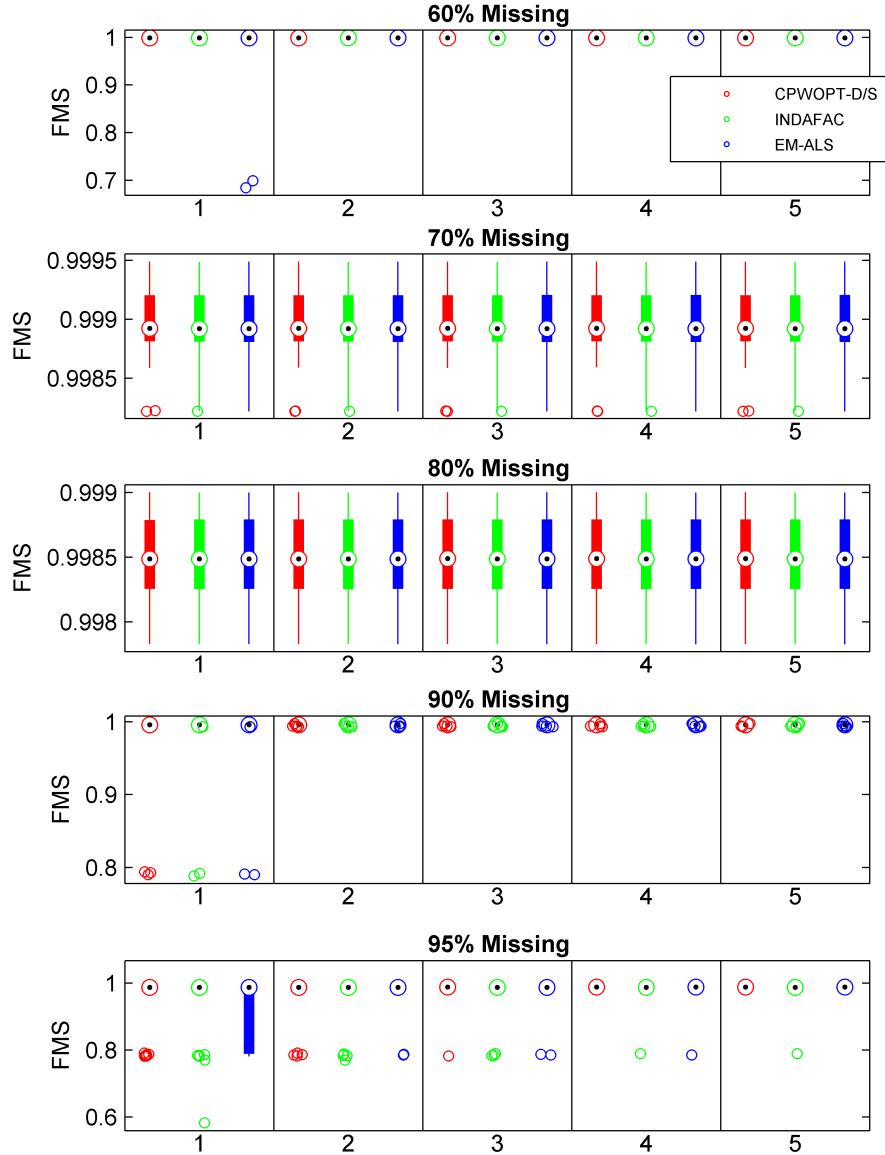 60% Missing
1
0.9
0.8
0.7
FMS
CPWOPT-D/S
INDAFAC
EM-ALS
1 2 3 4 5
70% Missing
0.9995
0.999
0.9985
FMS
1 2 3 4 5
80% Missing
0.999
0.9985
0.998
FMS
1 2 3 4 5
90% Missing
1
0.9
0.8
FMS
1 2 3 4 5
95% Missing
1
0.8
0.6
FMS
1 2 3 4 5